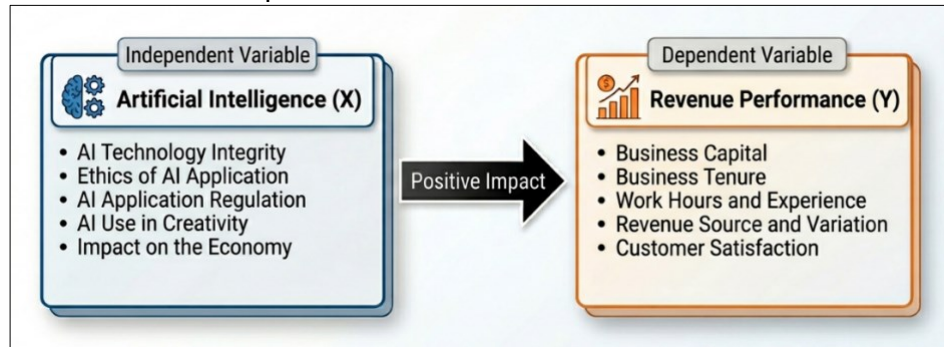 Independent Variable
Artificial Intelligence (X)
• AI Technology Integrity
• Ethics of AI Application
• AI Application Regulation
• AI Use in Creativity
• Impact on the Economy
Positive Impact
Dependent Variable
Revenue Performance (Y)
• Business Capital
• Business Tenure
• Work Hours and Experience
• Revenue Source and Variation
• Customer Satisfaction